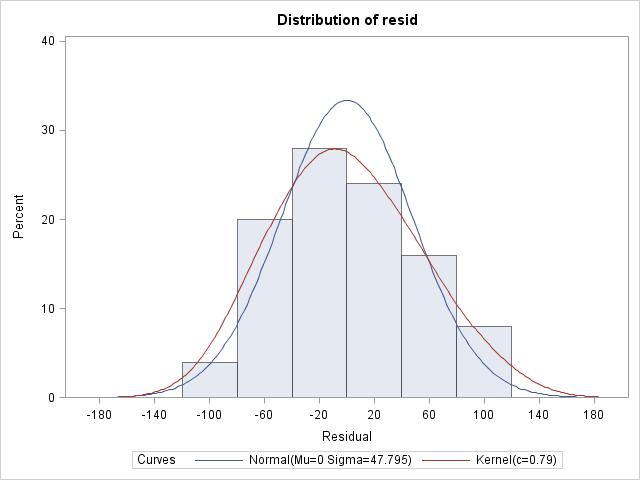 Distribution of resid
40
30
20
10
0
Percent
-180 -140 -100 -60 -20 20 60 100 140 180
Residual
Curves Normal(Mu=0 Sigma=47.795) Kernel(c=0.79)